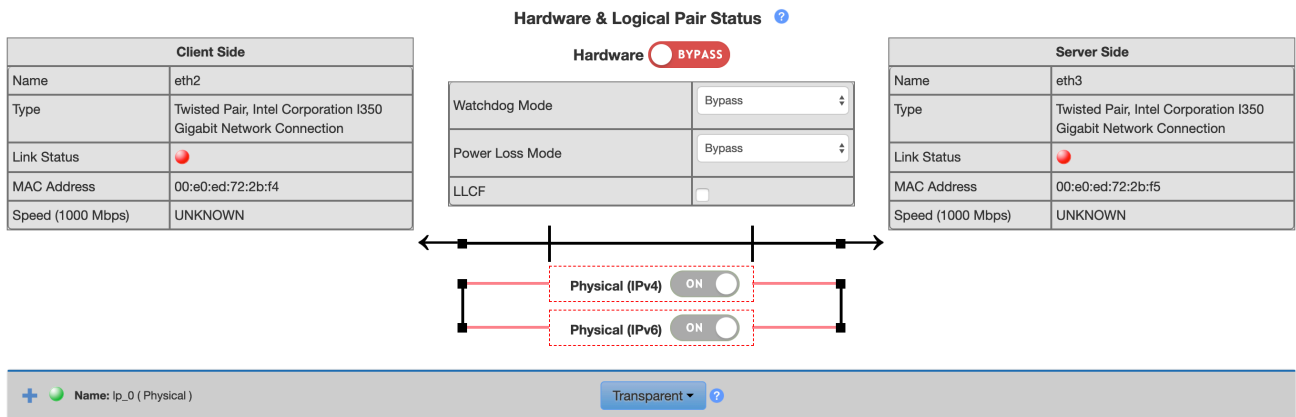 Hardware & Logical Pair Status ?
Hardware BYPASS
Client Side
Name eth2
Type Twisted Pair, Intel Corporation I350
Gigabit Network Connection
Link Status
MAC Address 00:e0:ed:72:2b:f4
Speed (1000 Mbps) UNKNOWN
Watchdog Mode Bypass
Power Loss Mode Bypass
LLCF
Server Side
Name eth3
Type Twisted Pair, Intel Corporation I350
Gigabit Network Connection
Link Status
MAC Address 00:e0:ed:72:2b:f5
Speed (1000 Mbps) UNKNOWN
Physical (IPv4) ON
Physical (IPv6) ON
Name: lp_0 ( Physical ) Transparent ?